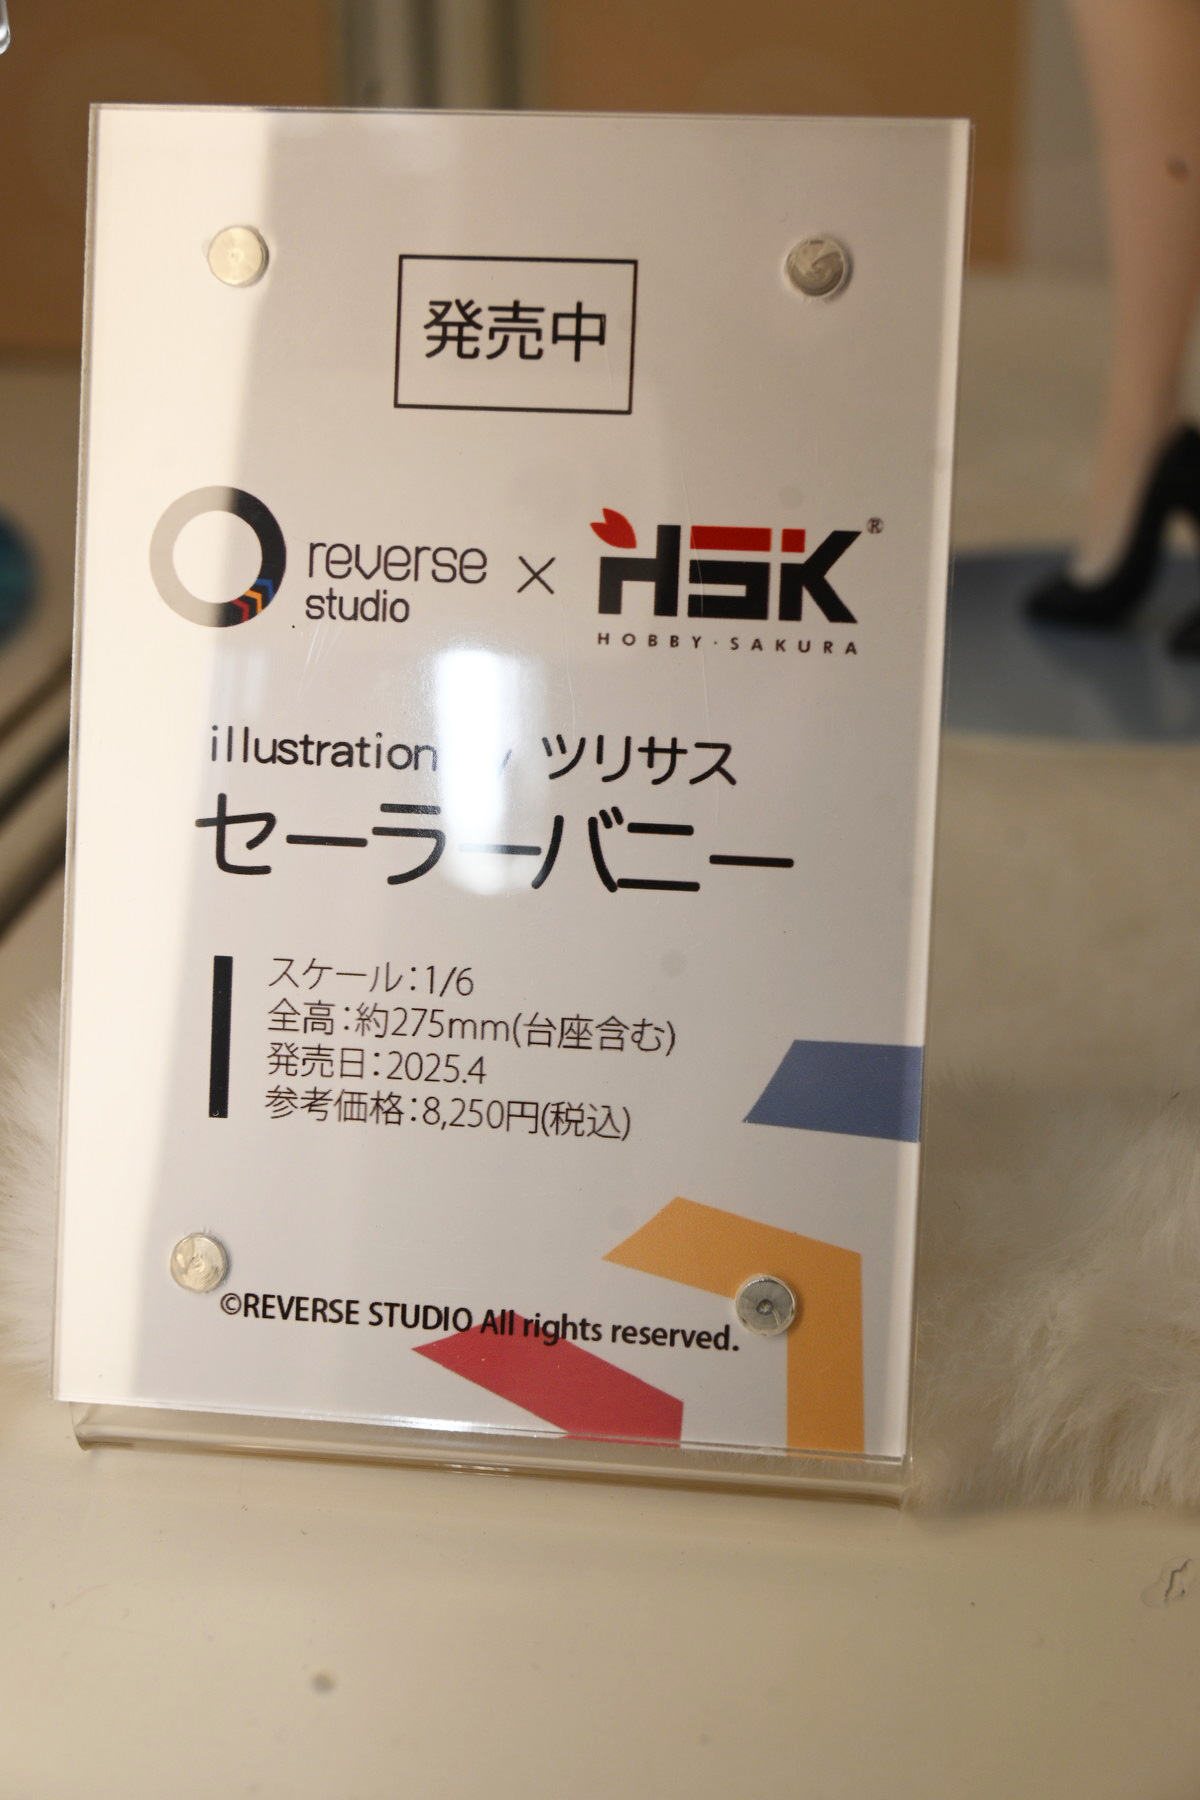 発売中
reverse
studio
×
HSK®
HOBBY・SAKURA
illustration ツリサス
セーラーバニー
スケール：1/6
全高：約275mm(台座含む)
発売日：2025.4
参考価格：8,250円(税込)
©REVERSE STUDIO All rights reserved.